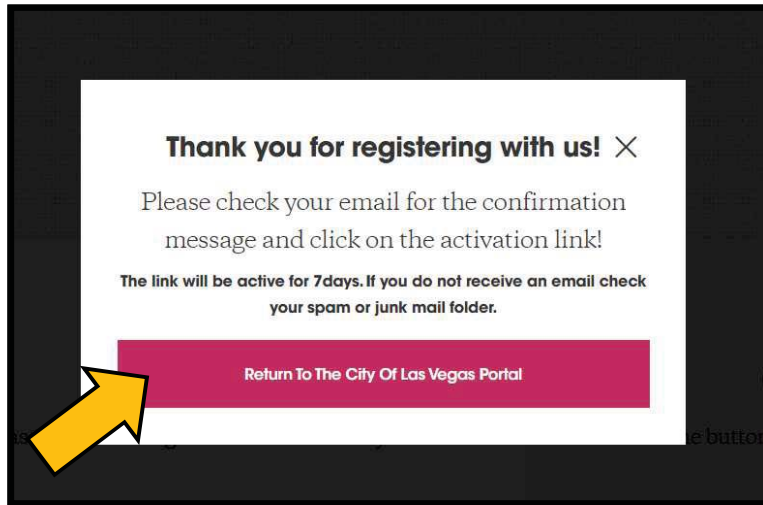 Thank you for registering with us!
Please check your email for the confirmation
message and click on the activation link!
The link will be active for 7days. If you do not receive an email check
your spam or junk mail folder.
Return To The City Of Las Vegas Portal
button